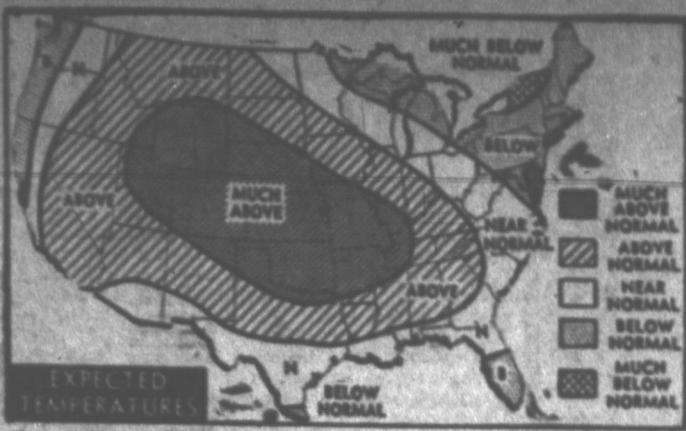 MUCH BELOW
NORMAL
ABOVE
B
N
BELOW
MUCH
ABOVE
ABOVE
NEAR
NORMAL
ABOVE
N
N
B
BELOW
NORMAL
EXPECTED
TEMPERATURES
MUCH
ABOVE
NORMAL
ABOVE
NORMAL
NEAR
NORMAL
BELOW
NORMAL
MUCH
BELOW
NORMAL